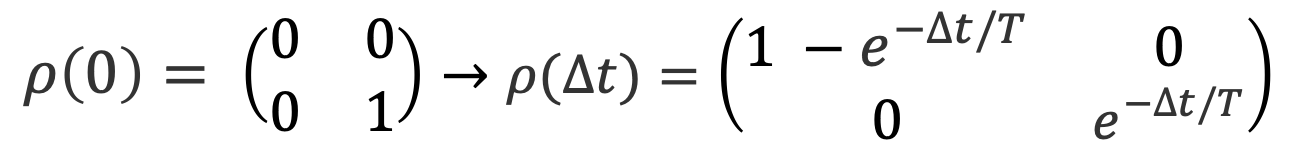 ρ(0) = (0 0 0 1) → ρ(Δt) = (1 − e^{−Δt/T} 0 0 e^{−Δt/T})